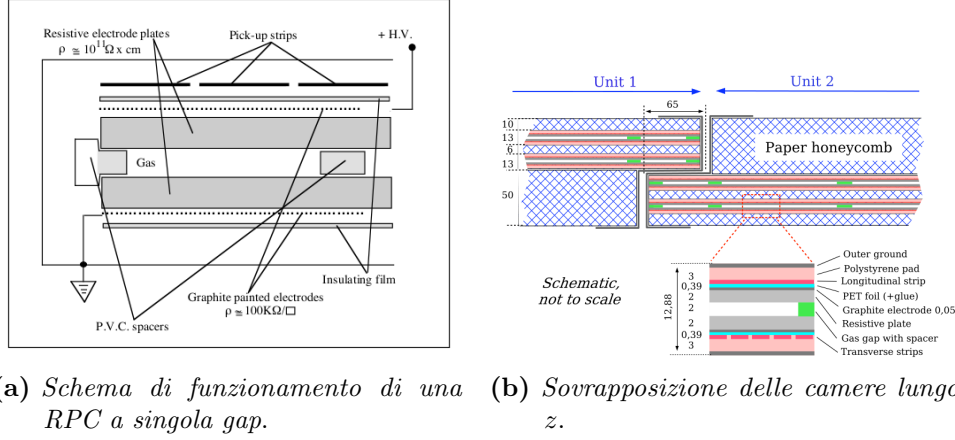 Resistive electrode plates
ρ ≅ 10¹¹Ω x cm
Pick-up strips
+ H.V.
Gas
Insulating film
Graphite painted electrodes
ρ ≅ 100KΩ/□
P.V.C. spacers
(a) Schema di funzionamento di una
RPC a singola gap.
Unit 1
Unit 2
65
10
13
6
13
50
Paper honeycomb
Schematic,
not to scale
12,88
3
0,39
2
2
2
0,39
3
Outer ground
Polystyrene pad
Longitudinal strip
PET foil (+glue)
Graphite electrode 0,05
Resistive plate
Gas gap with spacer
Transverse strips
(b) Sovrapposizione delle camere lungo
z.